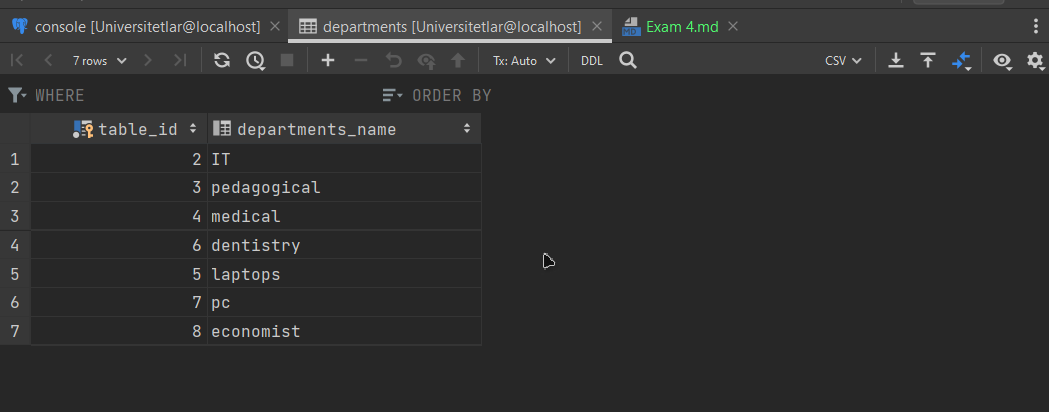 console [Universitetlar@localhost] departments [Universitetlar@localhost] Exam 4.md
7 rows Tx: Auto DDL CSV
WHERE ORDER BY
table_id departments_name
1 2 IT
2 3 pedagogical
3 4 medical
4 6 dentistry
5 5 laptops
6 7 pc
7 8 economist